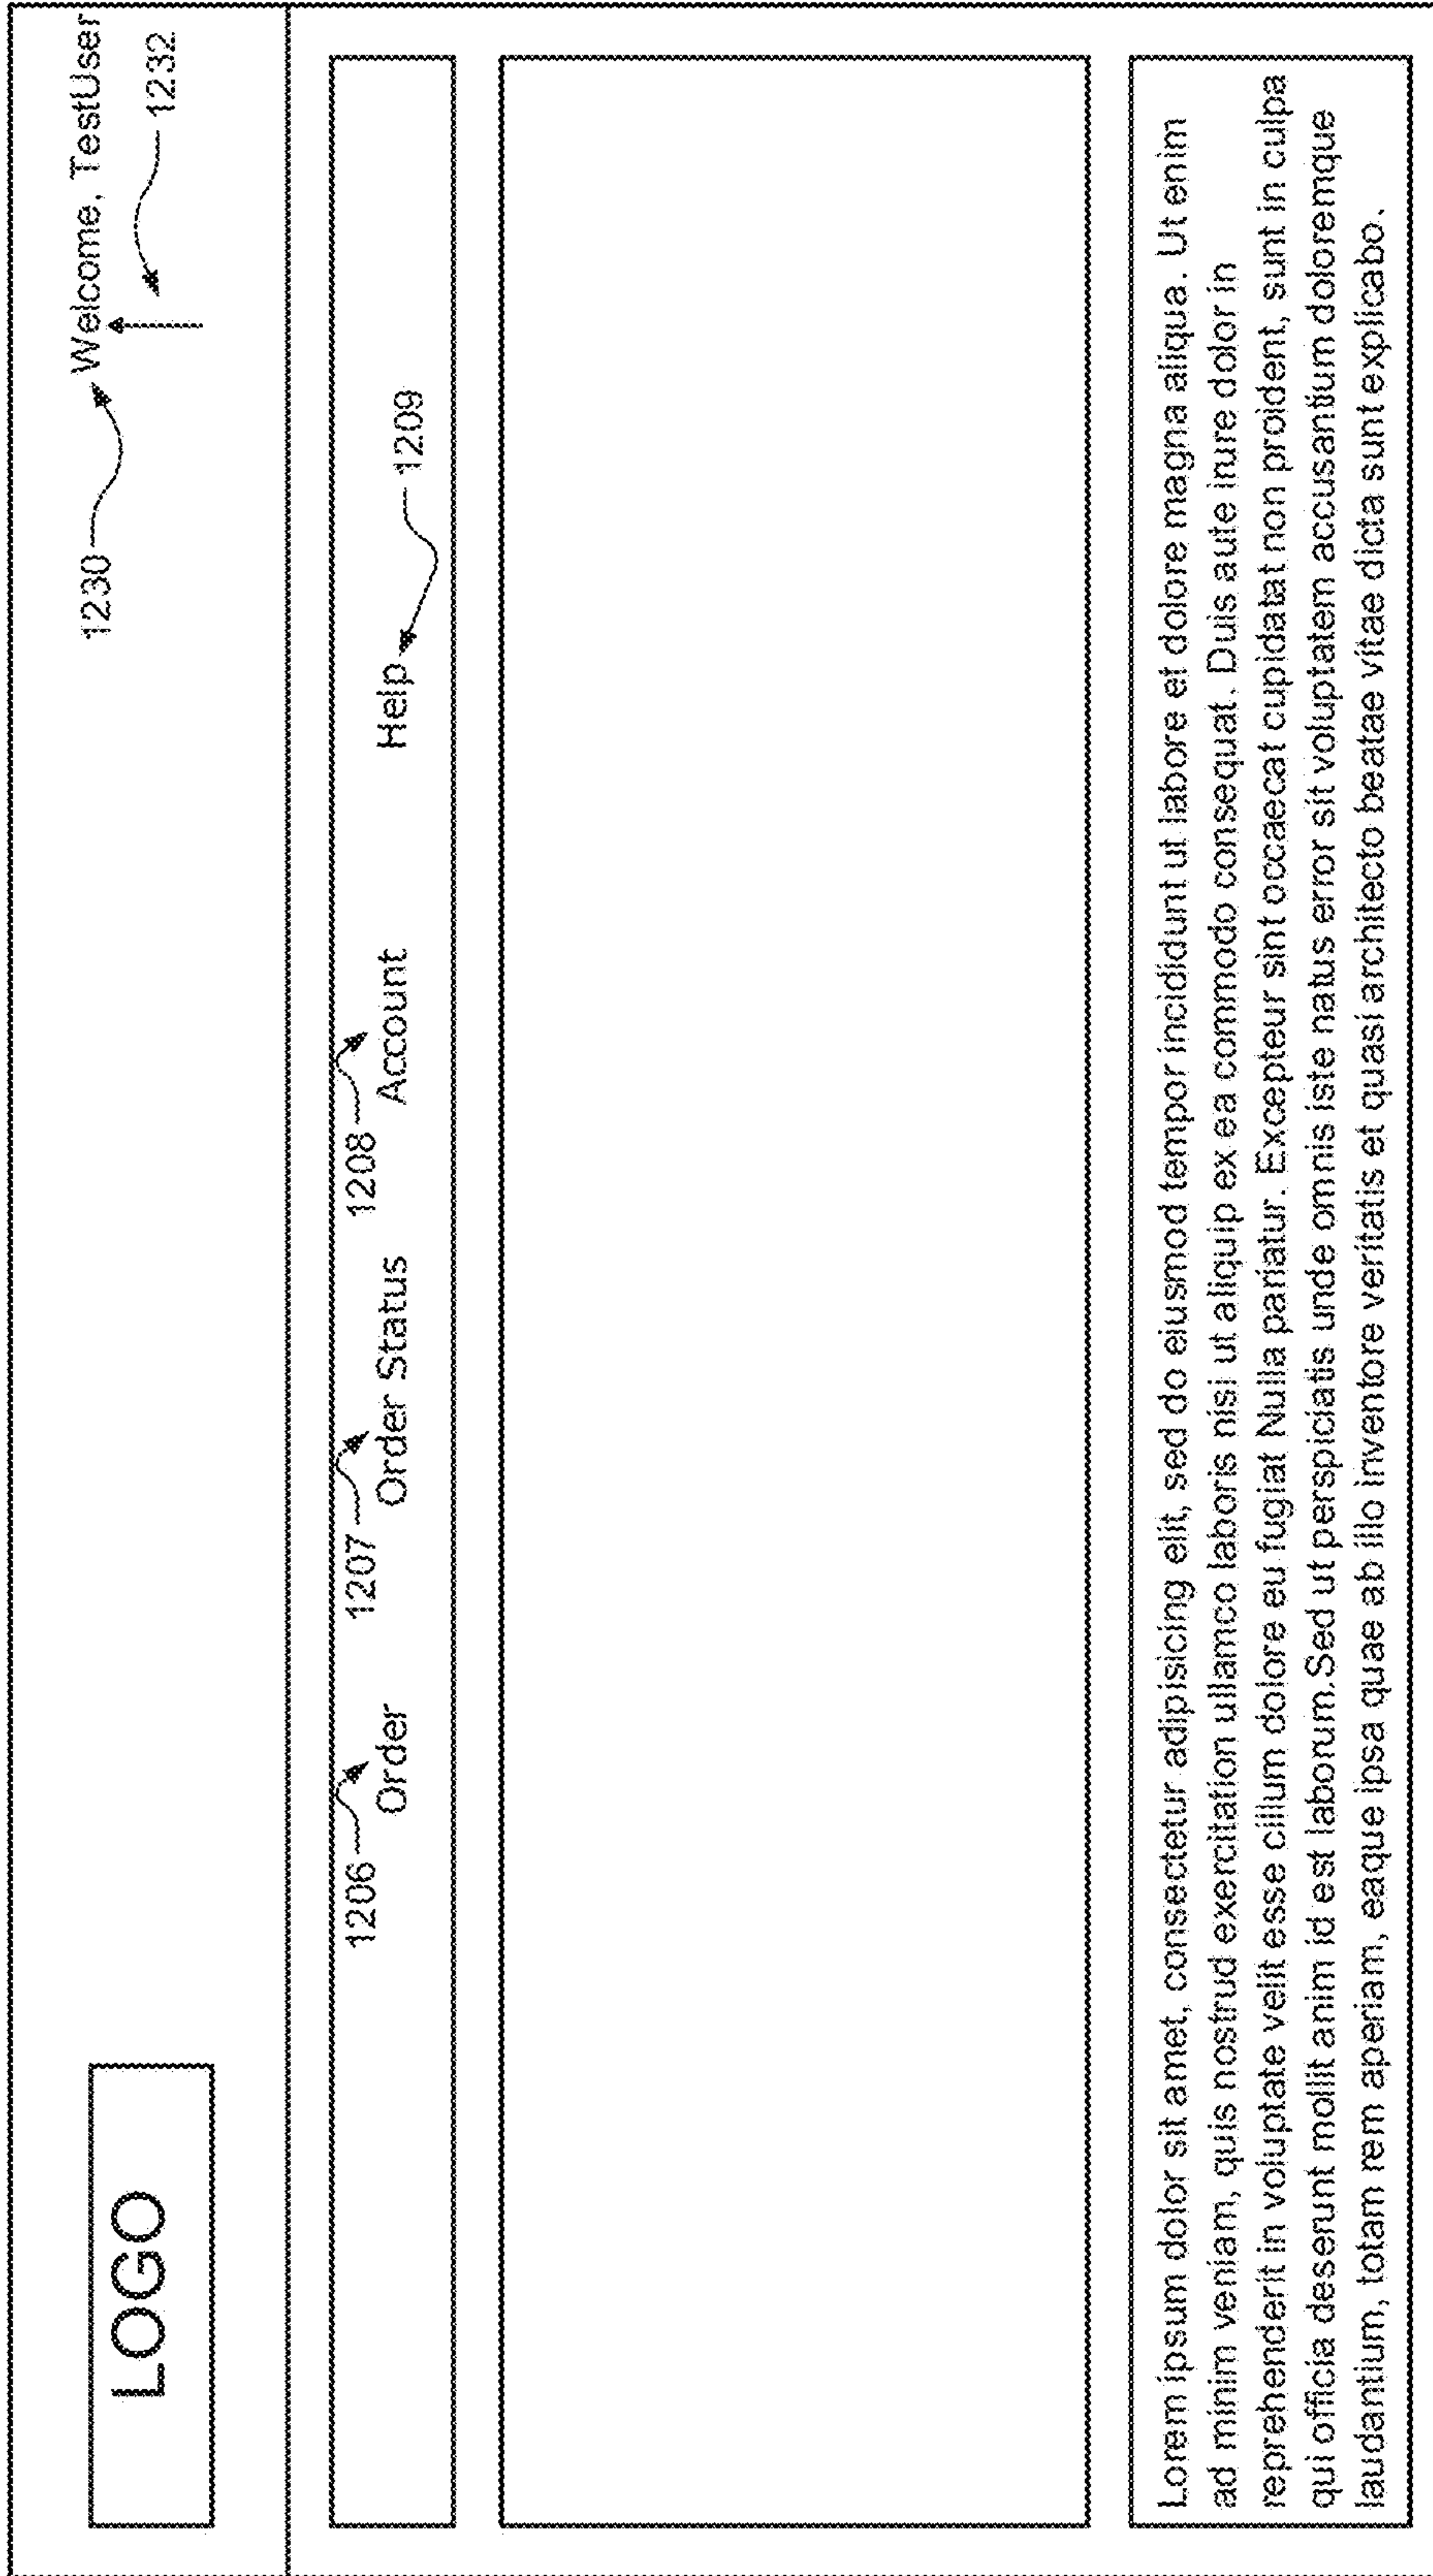 LOGO
1230
Welcome, TestUser
1232
1206
1207
1208
Order
Order Status
Account
Help
1209
Lorem ipsum dolor sit amet, consectetur adipisicing elit, sed do eiusmod tempor incididunt ut labore et dolore magna aliqua. Ut enim
ad minim veniam, quis nostrud exercitation ullamco laboris nisi ut aliquip ex ea commodo consequat. Duis aute irure dolor in
reprehenderit in voluptate velit esse cillum dolore eu fugiat Nulla pariatur. Excepteur sint occaecat cupidatat non proident, sunt in culpa
qui officia deserunt mollit anim id est laborum.Sed ut perspiciatis unde omnis iste natus error sit voluptatem accusantium doloremque
laudantium, totam rem aperiam, eaque ipsa quae ab illo inventore veritatis et quasi architecto beatae vitae dicta sunt explicabo.